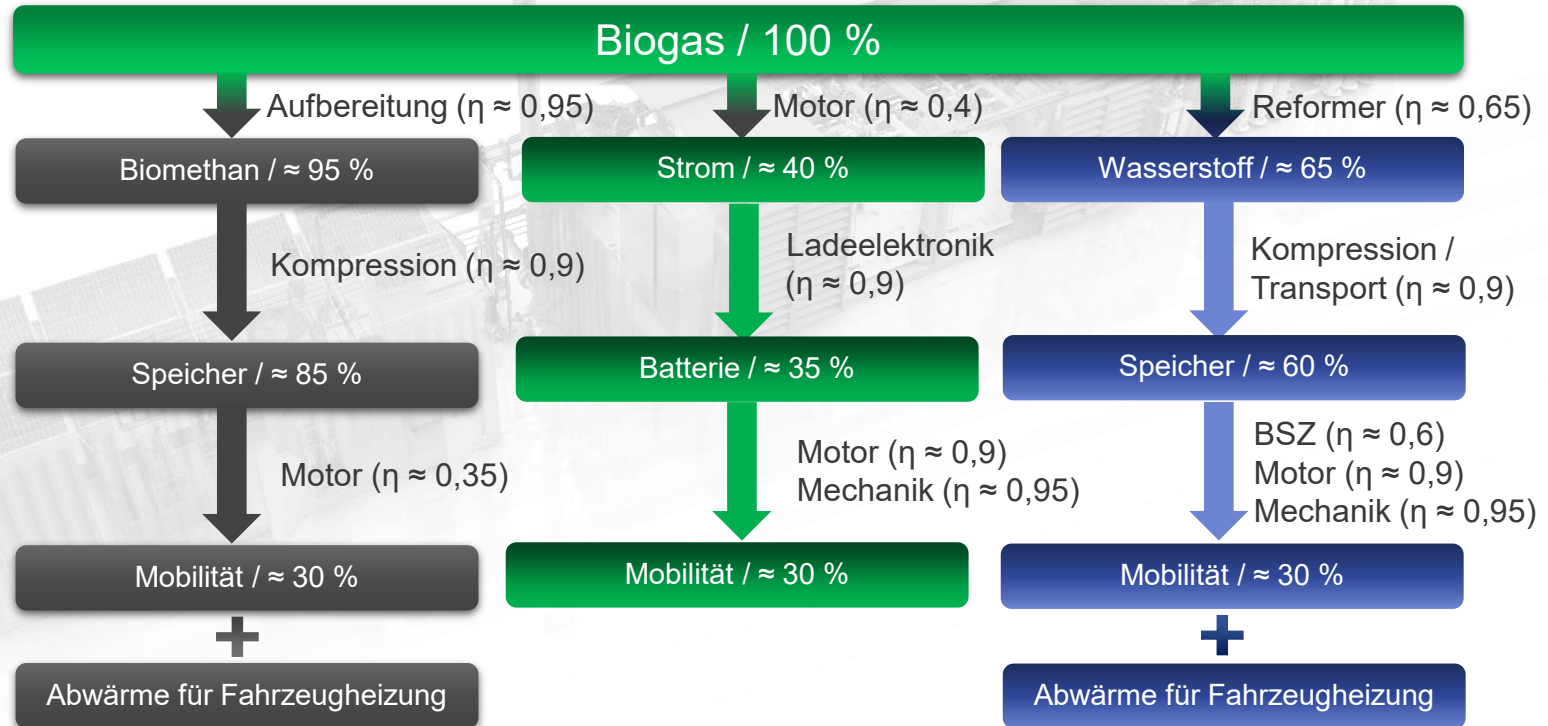 Biogas / 100 %
Aufbereitung (η ≈ 0,95)
Motor (η ≈ 0,4)
Reformer (η ≈ 0,65)
Biomethan / ≈ 95 %
Strom / ≈ 40 %
Wasserstoff / ≈ 65 %
Kompression (η ≈ 0,9)
Ladeelektronik
(η ≈ 0,9)
Kompression /
Transport (η ≈ 0,9)
Speicher / ≈ 85 %
Batterie / ≈ 35 %
Speicher / ≈ 60 %
Motor (η ≈ 0,35)
Motor (η ≈ 0,9)
Mechanik (η ≈ 0,95)
BSZ (η ≈ 0,6)
Motor (η ≈ 0,9)
Mechanik (η ≈ 0,95)
Mobilität / ≈ 30 %
Mobilität / ≈ 30 %
Mobilität / ≈ 30 %
+
+
Abwärme für Fahrzeugheizung
Abwärme für Fahrzeugheizung